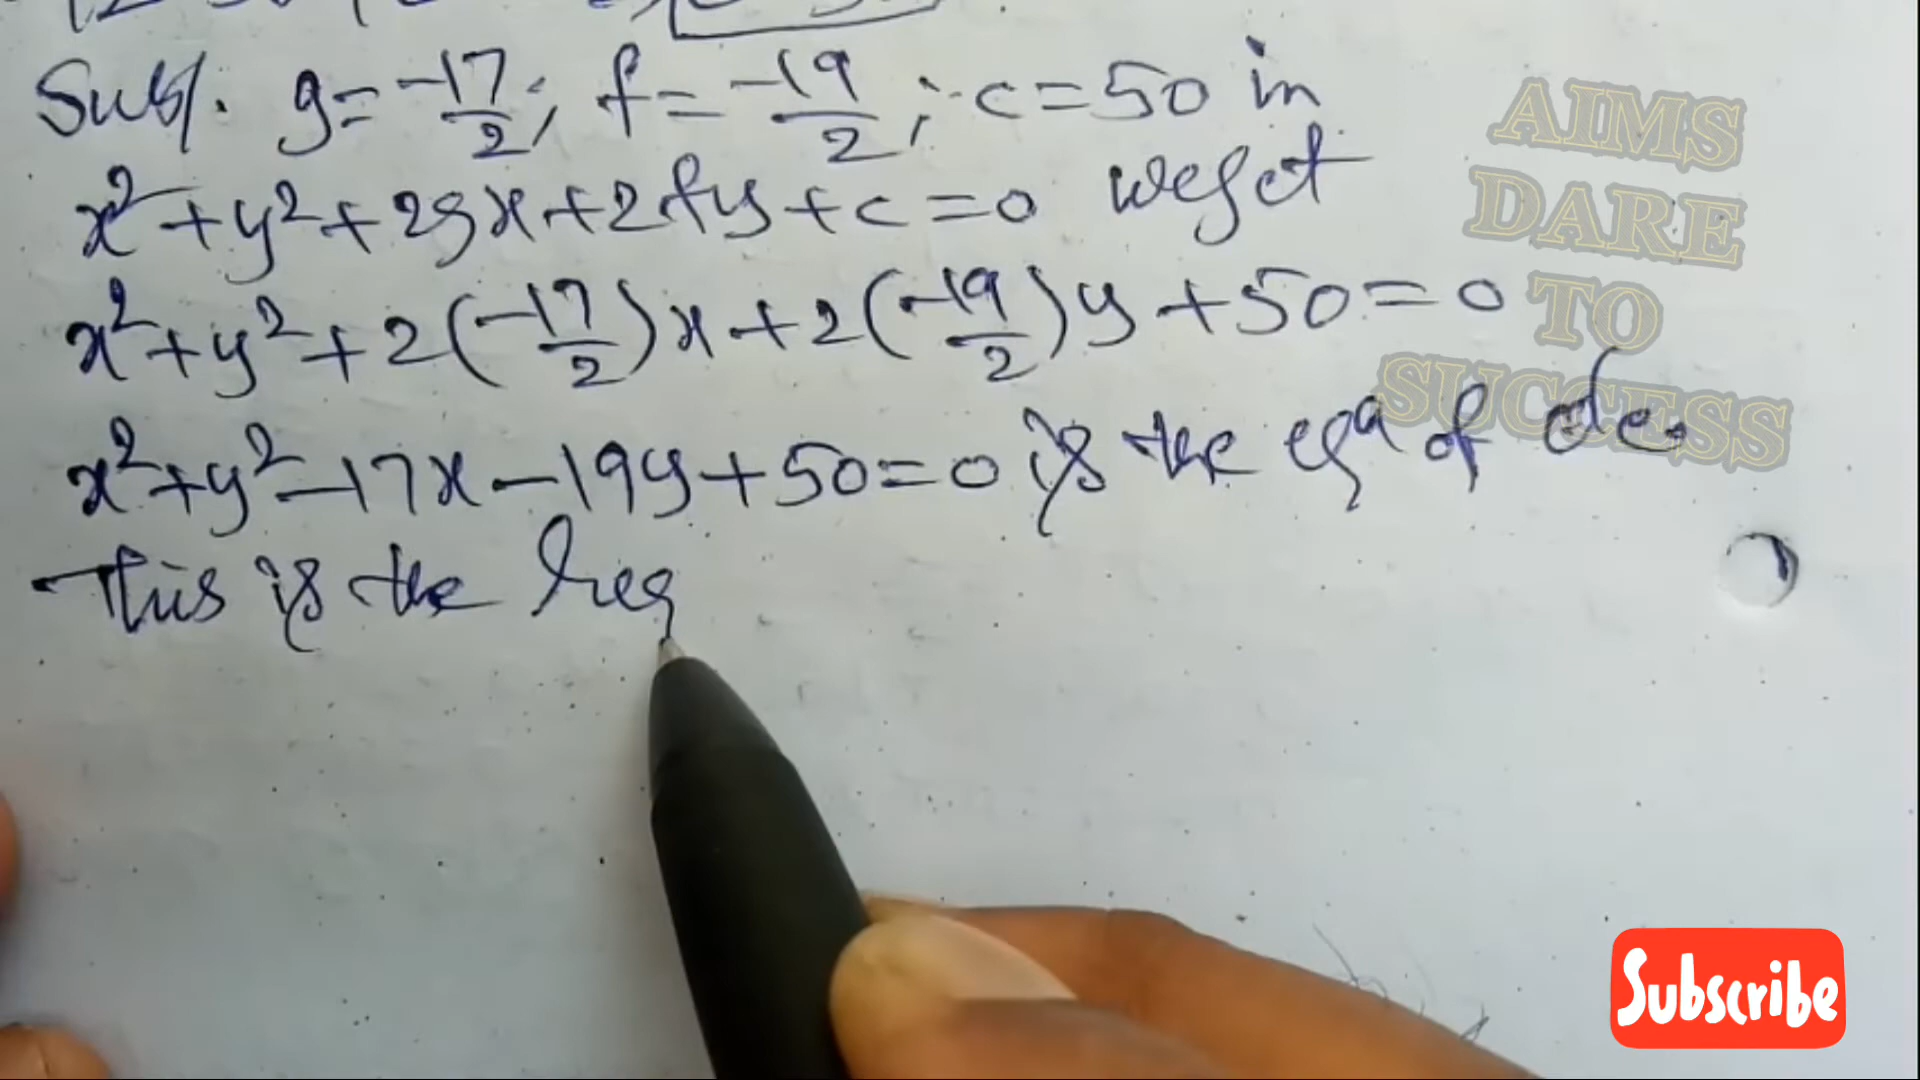 Subst. g = -17/2; f = -19/2; c = 50 in
x² + y² + 2gx + 2fy + c = 0 we get
x² + y² + 2(-17/2)x + 2(-19/2)y + 50 = 0
x² + y² - 17x - 19y + 50 = 0 is the eqn of
This is the req
AIMS
DARE
TO
SUCCESS
Subscribe